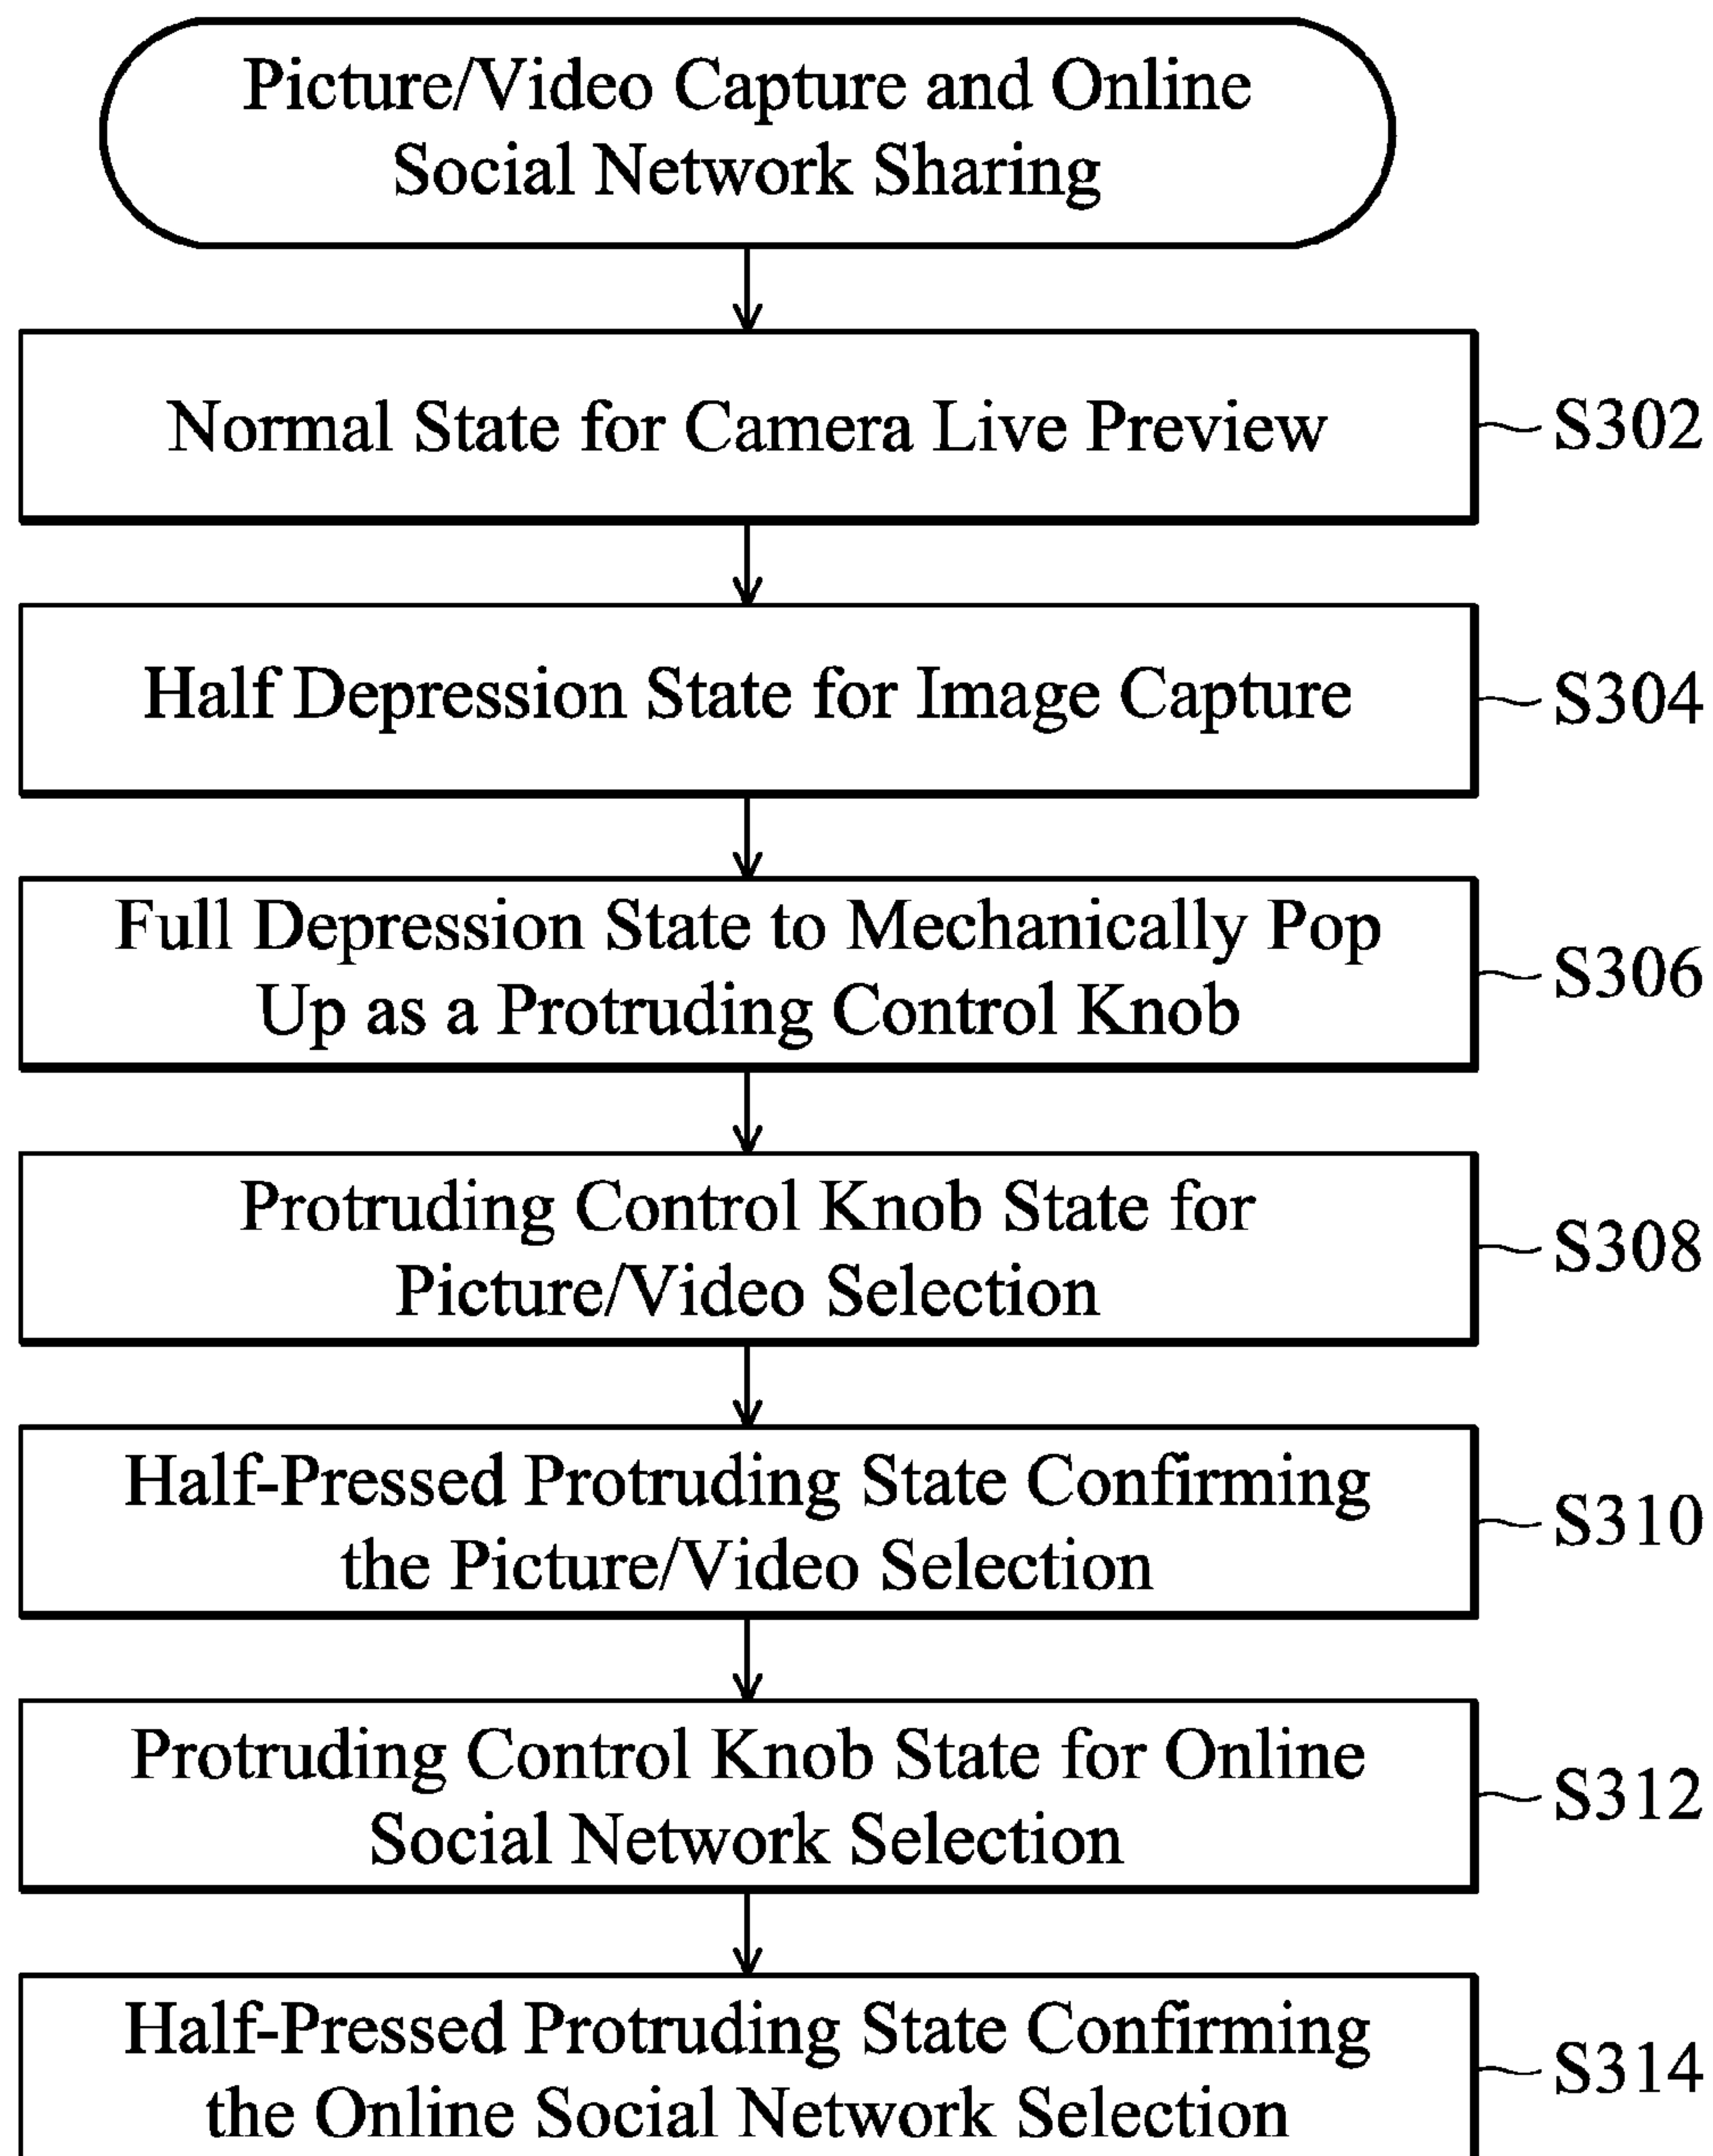 Picture/Video Capture and Online
Social Network Sharing
Normal State for Camera Live Preview
S302
Half Depression State for Image Capture
S304
Full Depression State to Mechanically Pop
Up as a Protruding Control Knob
S306
Protruding Control Knob State for
Picture/Video Selection
S308
Half-Pressed Protruding State Confirming
the Picture/Video Selection
S310
Protruding Control Knob State for Online
Social Network Selection
S312
Half-Pressed Protruding State Confirming
the Online Social Network Selection
S314